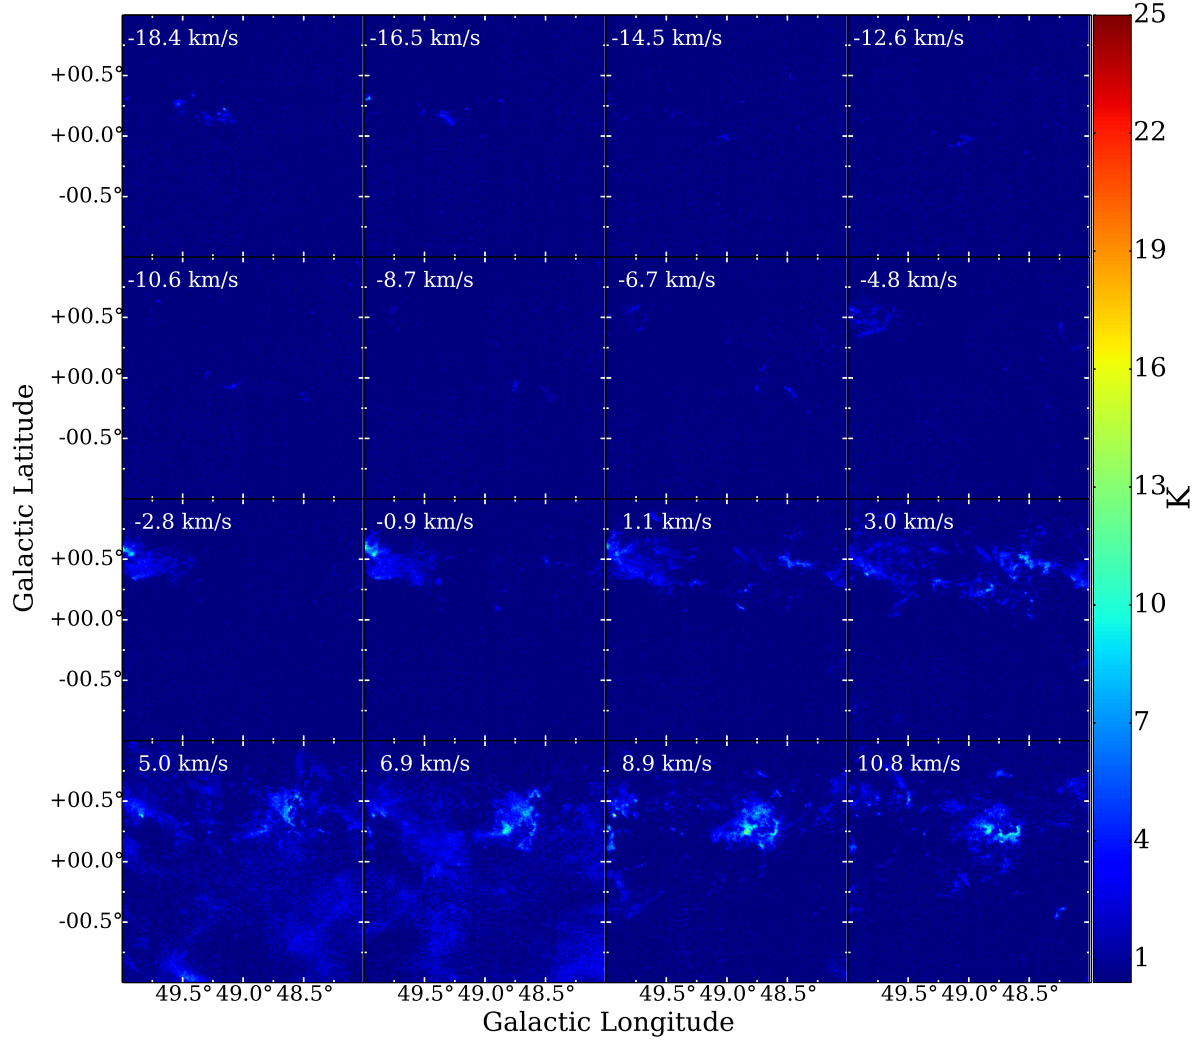 -18.4 km/s -16.5 km/s -14.5 km/s -12.6 km/s
+00.5°
+00.0°
-00.5°
-10.6 km/s -8.7 km/s -6.7 km/s -4.8 km/s
+00.5°
+00.0°
-00.5°
-2.8 km/s -0.9 km/s 1.1 km/s 3.0 km/s
+00.5°
+00.0°
-00.5°
5.0 km/s 6.9 km/s 8.9 km/s 10.8 km/s
+00.5°
+00.0°
-00.5°
49.5° 49.0° 48.5° 49.5° 49.0° 48.5° 49.5° 49.0° 48.5° 49.5° 49.0° 48.5°
Galactic Longitude
Galactic Latitude
25
22
19
16
13
10
7
4
1
K